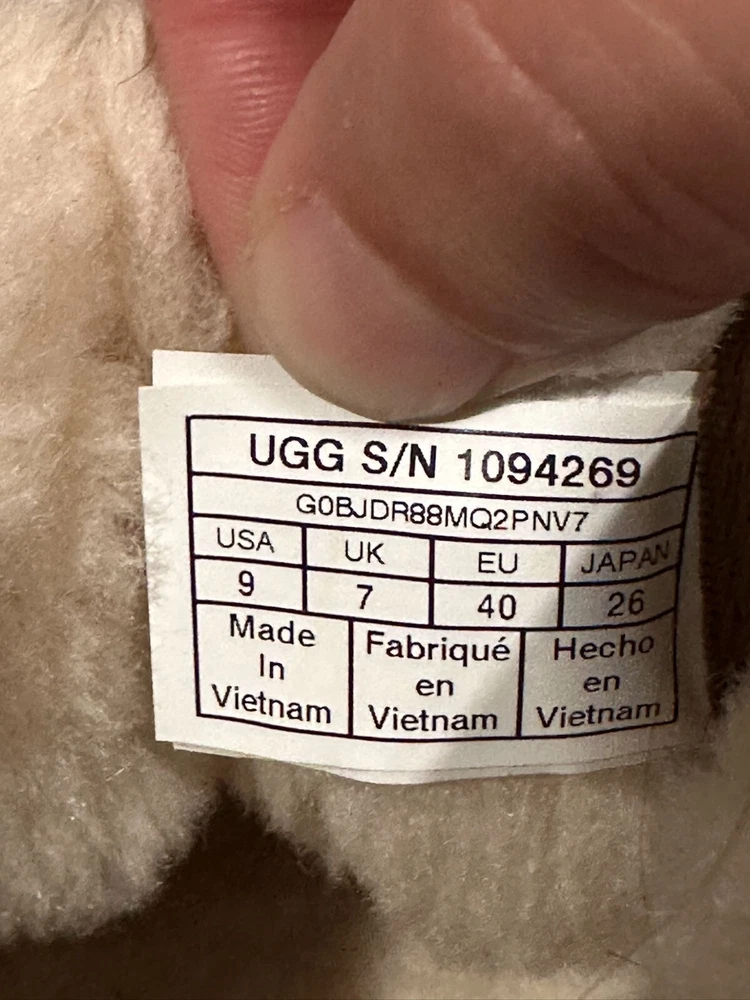 UGG S/N 1094269
G0BJDR88MQ2PNV7
USA UK EU JAPAN
9 7 40 26
Made In Vietnam
Fabriqué en Vietnam
Hecho en Vietnam